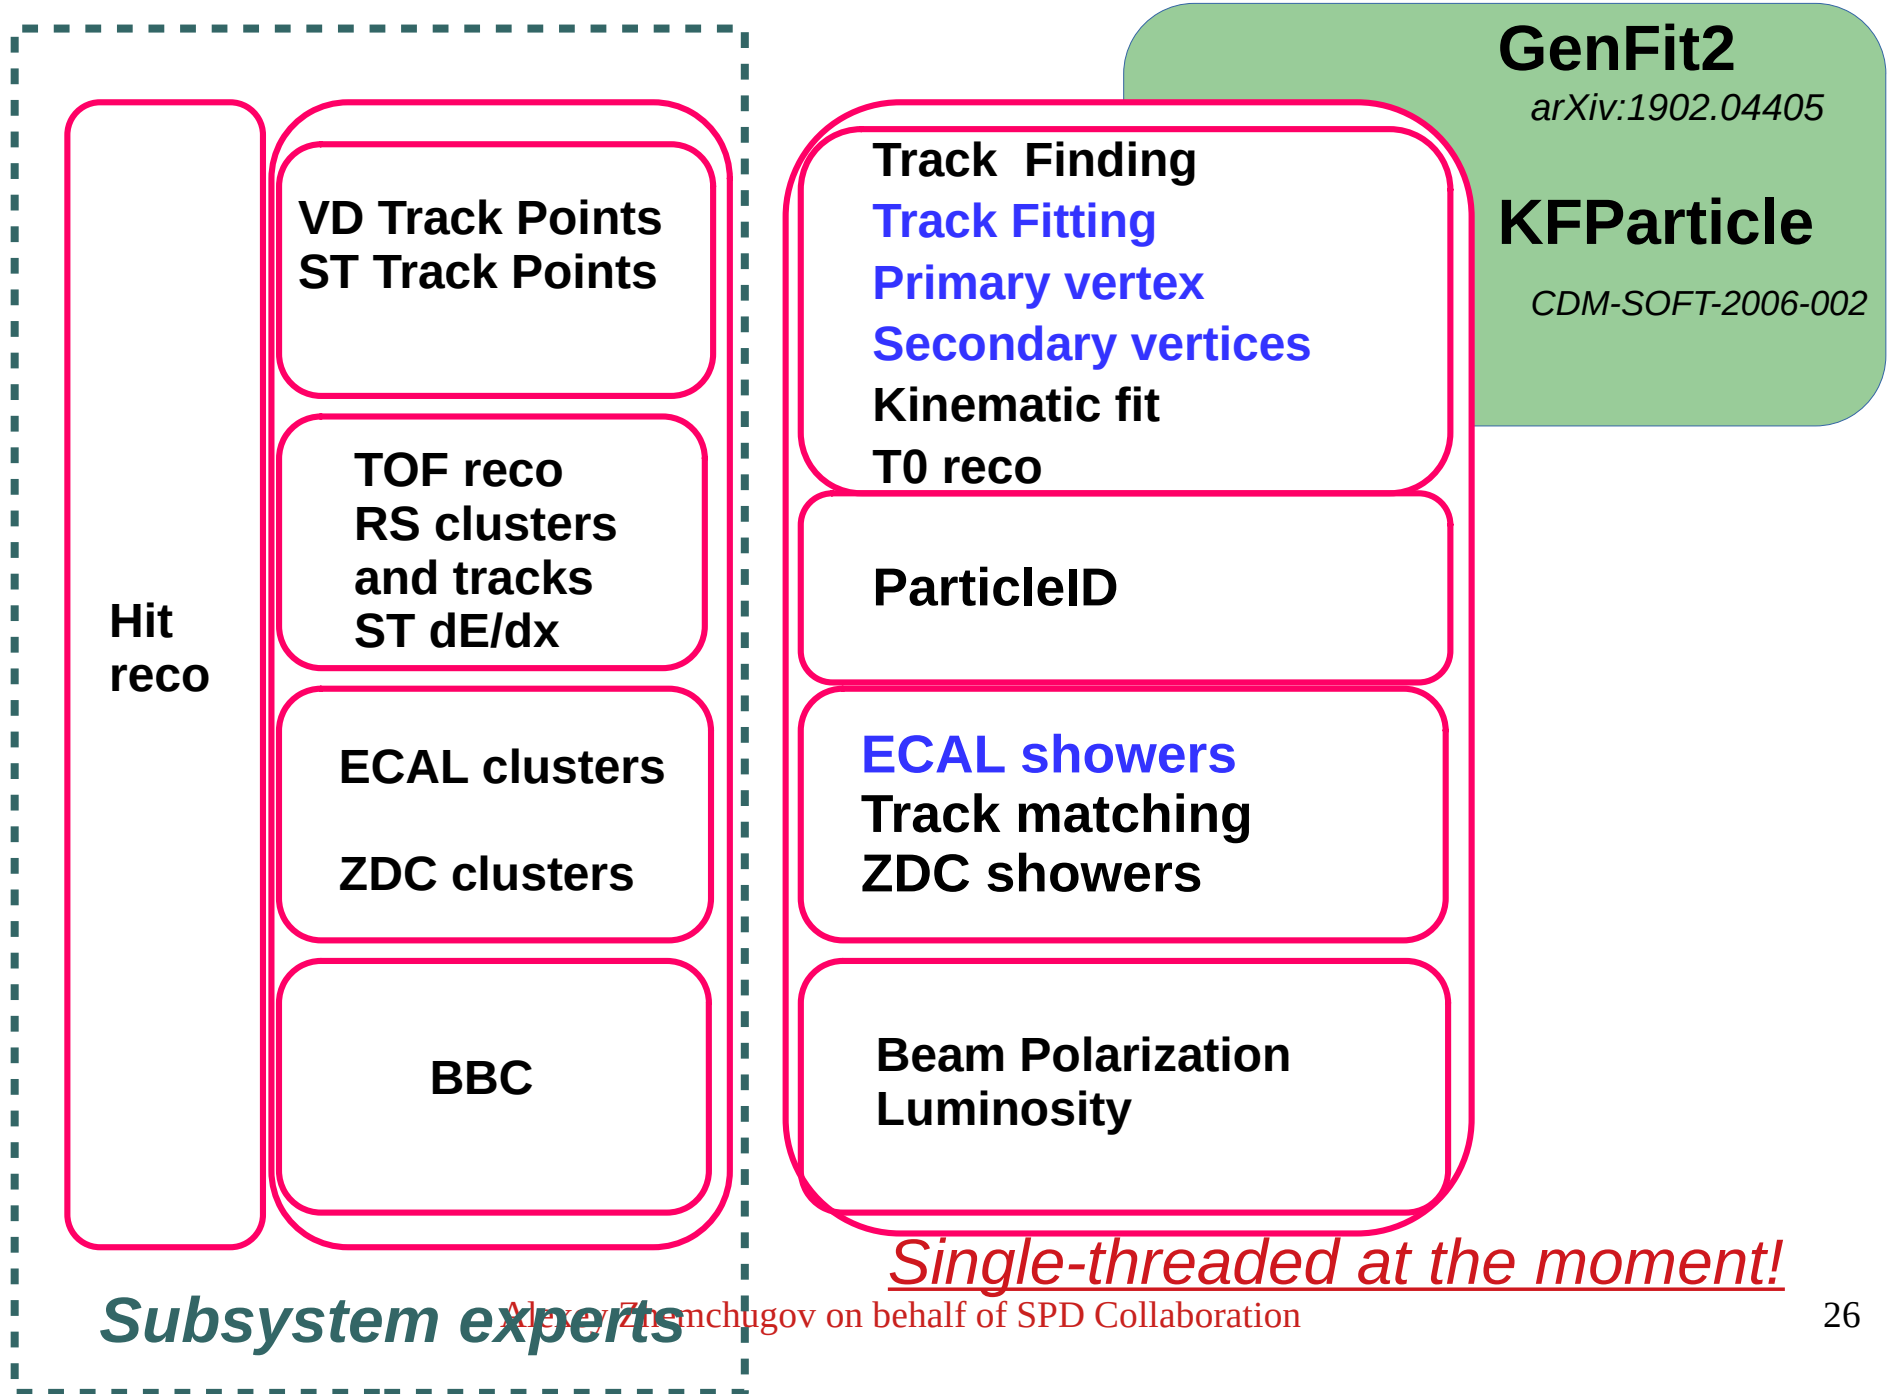 GenFit2
arXiv:1902.04405
KFParticle
CDM-SOFT-2006-002
Hit
reco
VD Track Points
ST Track Points
TOF reco
RS clusters
and tracks
ST dE/dx
ECAL clusters
ZDC clusters
BBC
Track Finding
Track Fitting
Primary vertex
Secondary vertices
Kinematic fit
T0 reco
ParticleID
ECAL showers
Track matching
ZDC showers
Beam Polarization
Luminosity
Single-threaded at the moment!
Subsystem experts
Alexey Zhemchugov on behalf of SPD Collaboration
26